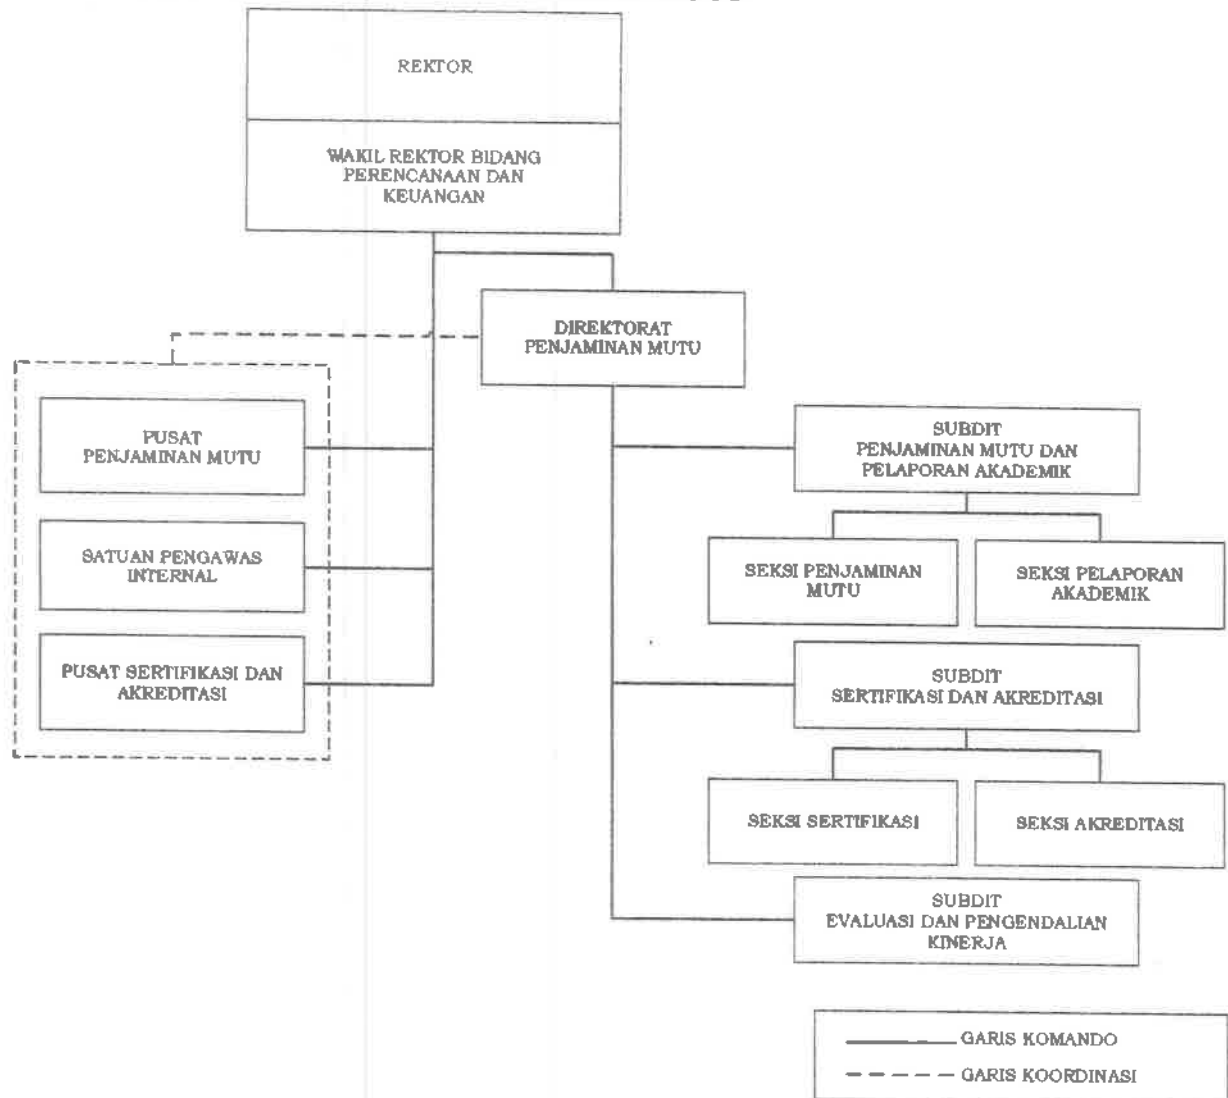 REKTOR
WAKIL REKTOR BIDANG
PERENCANAAN DAN
KEUANGAN
DIREKTORAT
PENJAMINAN MUTU
PUSAT
PENJAMINAN MUTU
SATUAN PENGAWAS
INTERNAL
PUSAT SERTIFIKASI DAN
AKREDITASI
SUBDIT
PENJAMINAN MUTU DAN
PELAPORAN AKADEMIK
SEKSI PENJAMINAN
MUTU
SEKSI PELAPORAN
AKADEMIK
SUBDIT
SERTIFIKASI DAN AKREDITASI
SEKSI SERTIFIKASI
SEKSI AKREDITASI
SUBDIT
EVALUASI DAN PENGENDALIAN
KINERJA
GARIS KOMANDO
GARIS KOORDINASI